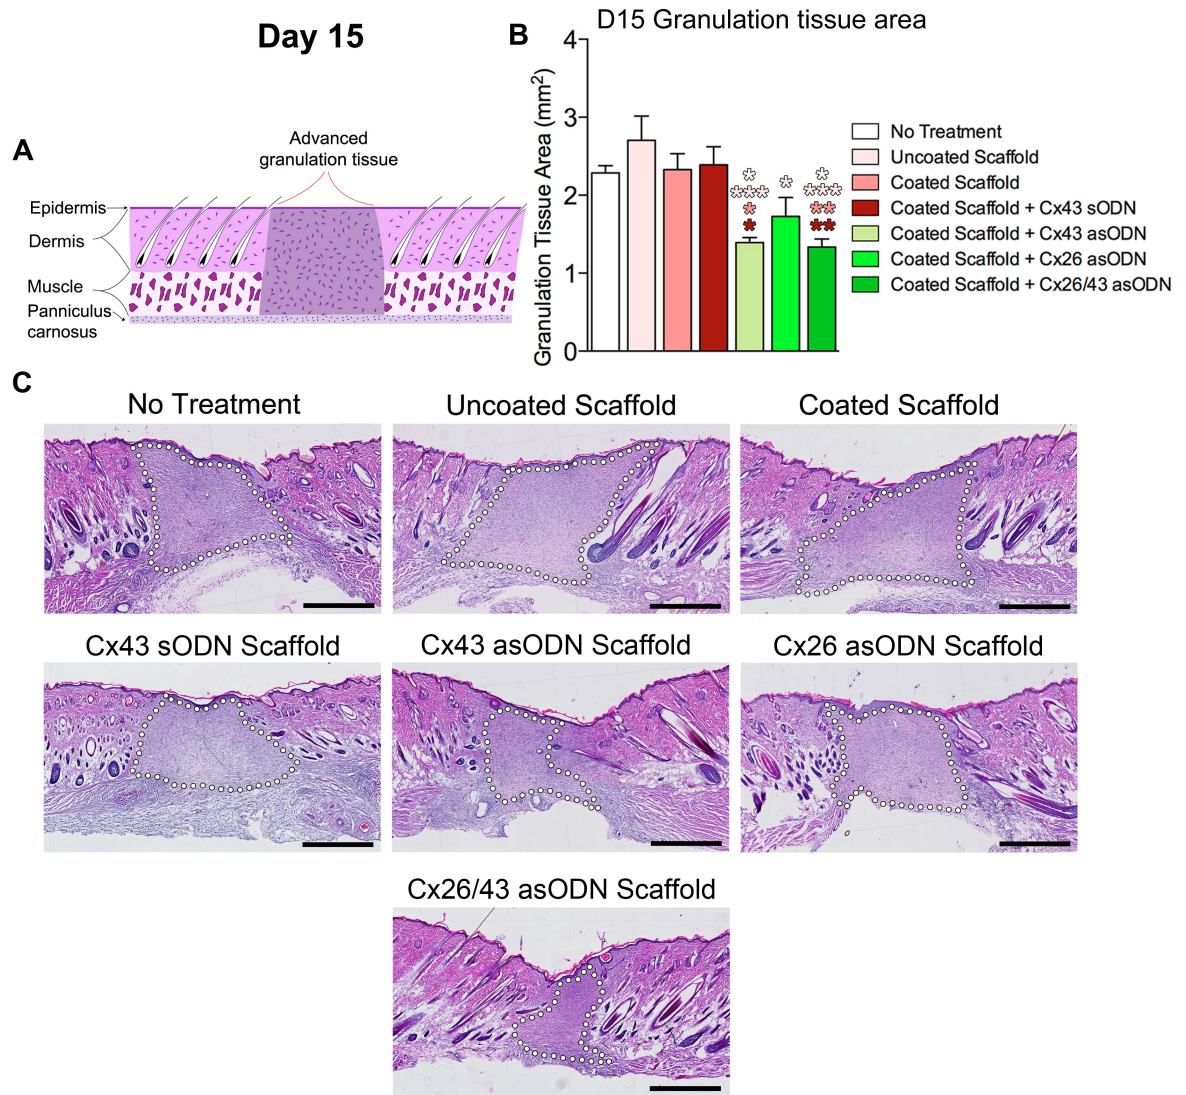 Day 15
A
Advanced
granulation tissue
Epidermis
Dermis
Muscle
Panniculus
carnosus
B
D15 Granulation tissue area
Granulation Tissue Area (mm2)
4
3
2
1
0
*
***
*
*
*
*
***
**
**
No Treatment
Uncoated Scaffold
Coated Scaffold
Coated Scaffold + Cx43 sODN
Coated Scaffold + Cx43 asODN
Coated Scaffold + Cx26 asODN
Coated Scaffold + Cx26/43 asODN
C
No Treatment
Uncoated Scaffold
Coated Scaffold
Cx43 sODN Scaffold
Cx43 asODN Scaffold
Cx26 asODN Scaffold
Cx26/43 asODN Scaffold